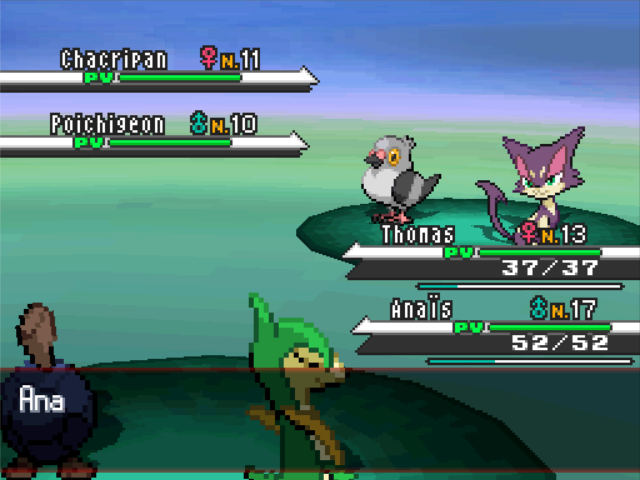 Chacripan ♀ N.11
PV
Poichigeon ♂ N.10
PV
Thomas ♀ N.13
PV
37/37
Anaïs ♂ N.17
PV
52/52
Ana